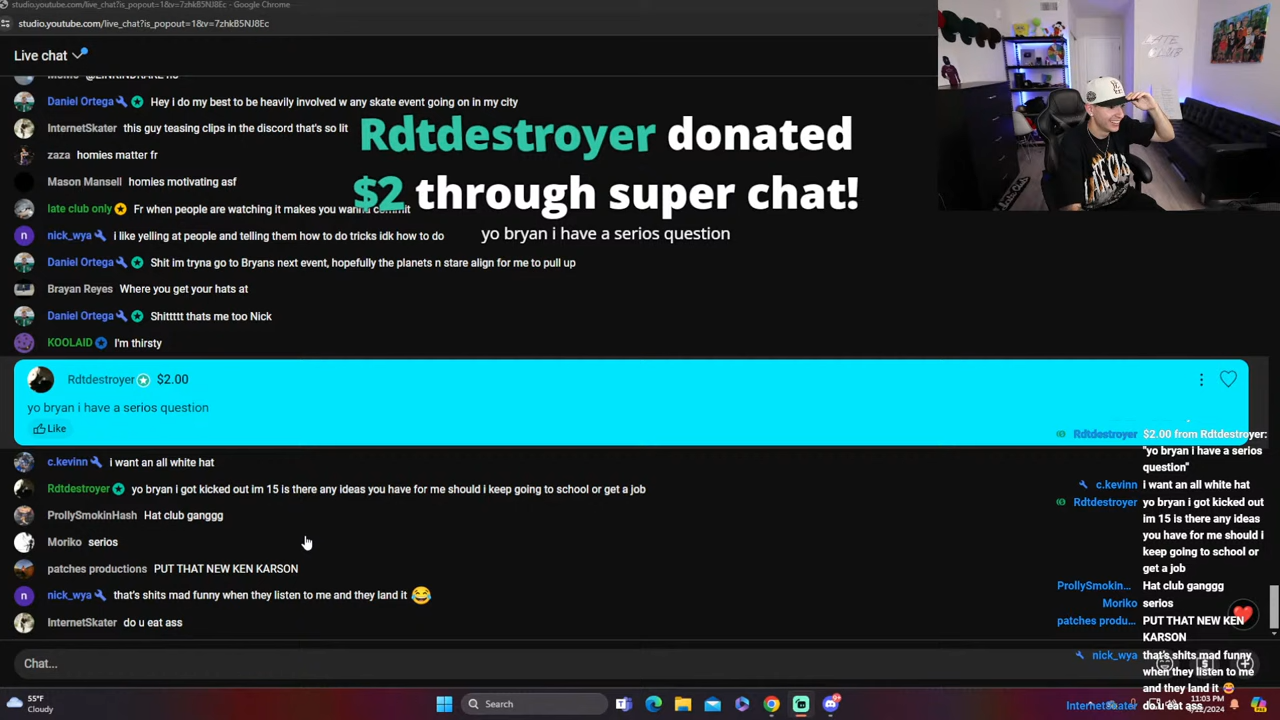 studio.youtube.com/live_chat?is_popout=1&v=7zhkB5NJ8Ec - Google Chrome
studio.youtube.com/live_chat?is_popout=1&v=7zhkB5NJ8Ec
Live chat
Daniel Ortega Hey i do my best to be heavily involved w any skate event going on in my city
InternetSkater this guy teasing clips in the discord that's so lit
zaza homies matter fr
Mason Mansell homies motivating asf
late club only Fr when people are watching it makes you wanna commit
nick_wya i like yelling at people and telling them how to do tricks idk how to do
Daniel Ortega Shit im tryna go to Bryans next event, hopefully the planets n stare align for me to pull up
Brayan Reyes Where you get your hats at
Daniel Ortega Shittttt thats me too Nick
KOOLAID I'm thirsty
Rdtdestroyer donated
$2 through super chat!
yo bryan i have a serios question
Rdtdestroyer $2.00
yo bryan i have a serios question
Like
c.kevinn i want an all white hat
Rdtdestroyer yo bryan i got kicked out im 15 is there any ideas you have for me should i keep going to school or get a job
ProllySmokinHash Hat club ganggg
Moriko serios
patches productions PUT THAT NEW KEN KARSON
nick_wya that's shits mad funny when they listen to me and they land it 😂
InternetSkater do u eat ass
Chat...
Rdtdestroyer $2.00 from Rdtdestroyer:
"yo bryan i have a serios
question"
c.kevinn i want an all white hat
Rdtdestroyer yo bryan i got kicked out
im 15 is there any ideas
you have for me should i
keep going to school or
get a job
ProllySmokin... Hat club ganggg
Moriko serios
patches produ... PUT THAT NEW KEN
KARSON
nick_wya that's shits mad funny
when they listen to me
and they land it 😂
InternetSkater do u eat ass
55°F
Cloudy
Search
11:03 PM